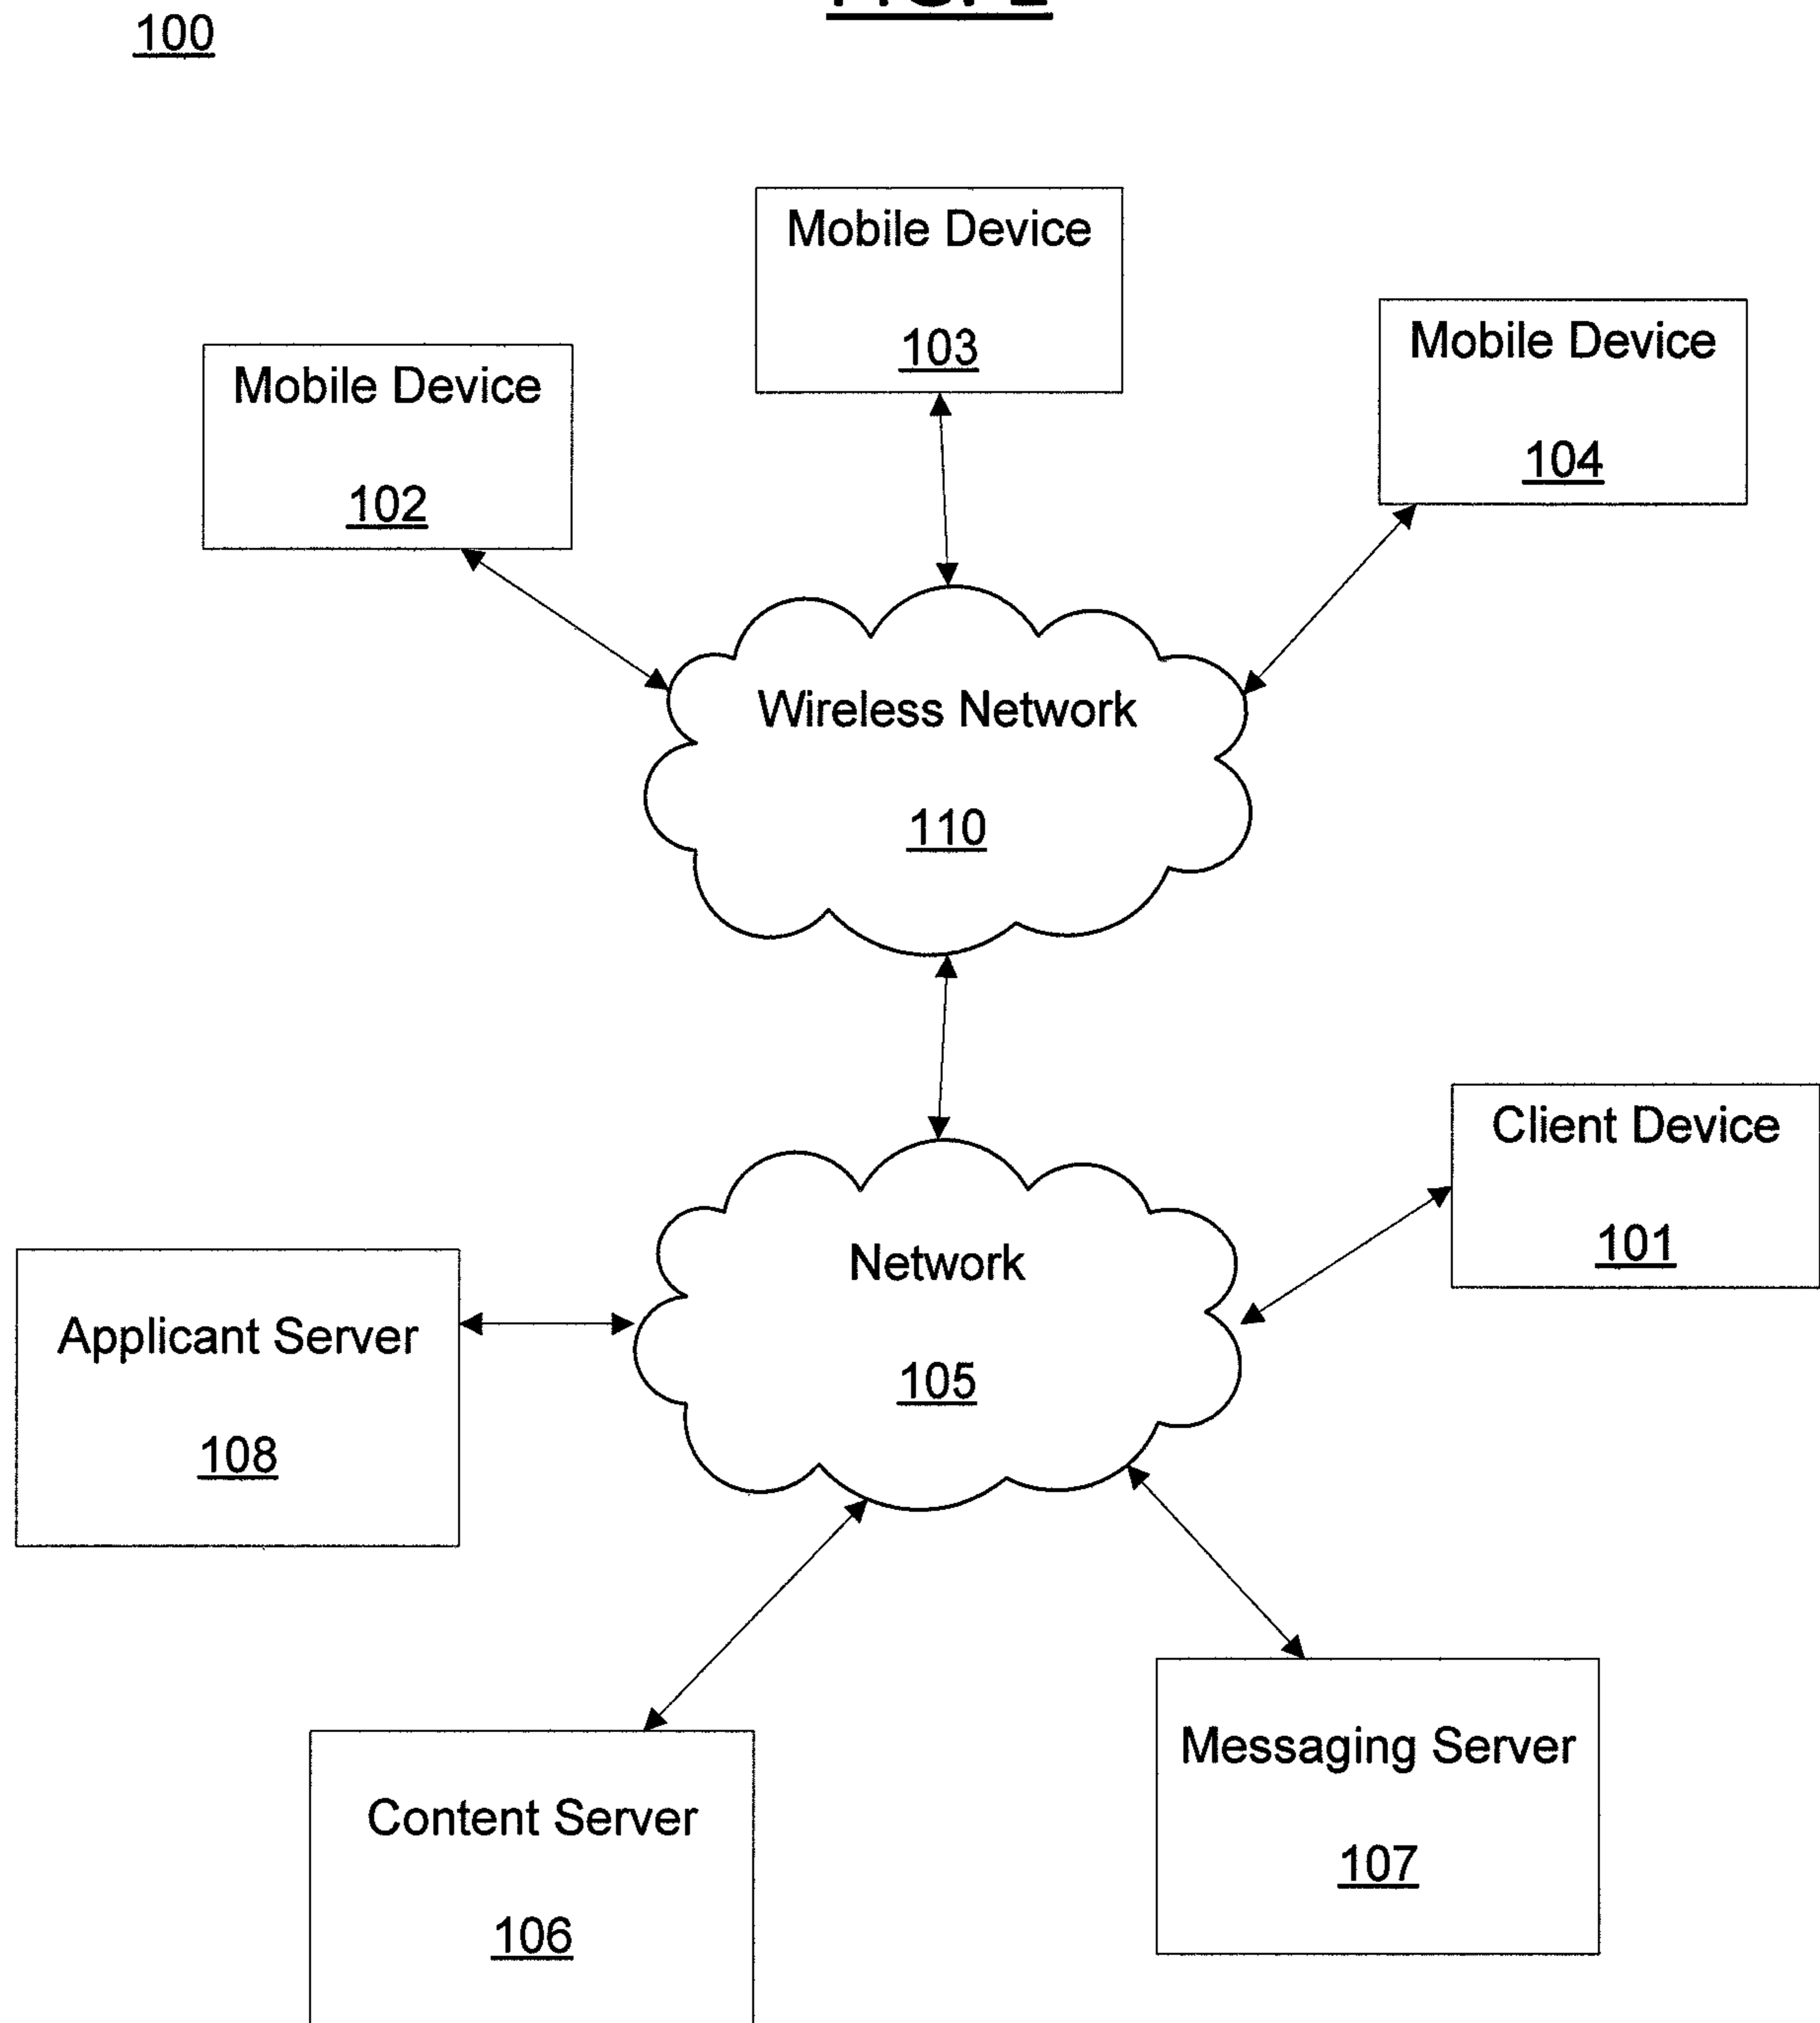 100
Mobile Device
103
Mobile Device
104
Mobile Device
102
Wireless Network
110
Client Device
101
Network
105
Applicant Server
108
Messaging Server
107
Content Server
106